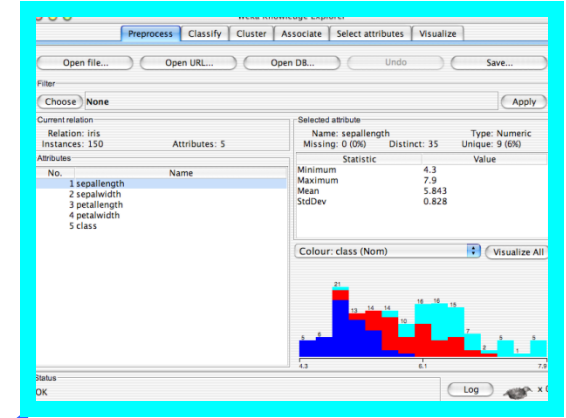 Weka Knowledge Explorer
Preprocess Classify Cluster Associate Select attributes Visualize
Open file... Open URL... Open DB... Undo Save...
Filter
Choose None Apply
Current relation
Relation: iris
Instances: 150 Attributes: 5
Selected attribute
Name: sepallength Type: Numeric
Missing: 0 (0%) Distinct: 35 Unique: 9 (6%)
Attributes
No. Name
1 sepallength
2 sepalwidth
3 petallength
4 petalwidth
5 class
Statistic Value
Minimum 4.3
Maximum 7.9
Mean 5.843
StdDev 0.828
Colour: class (Nom) Visualize All
5 8 21 13 14 14 10 16 16 15 7 2 5 1 5
4.3 6.1 7.9
Status
OK
Log x